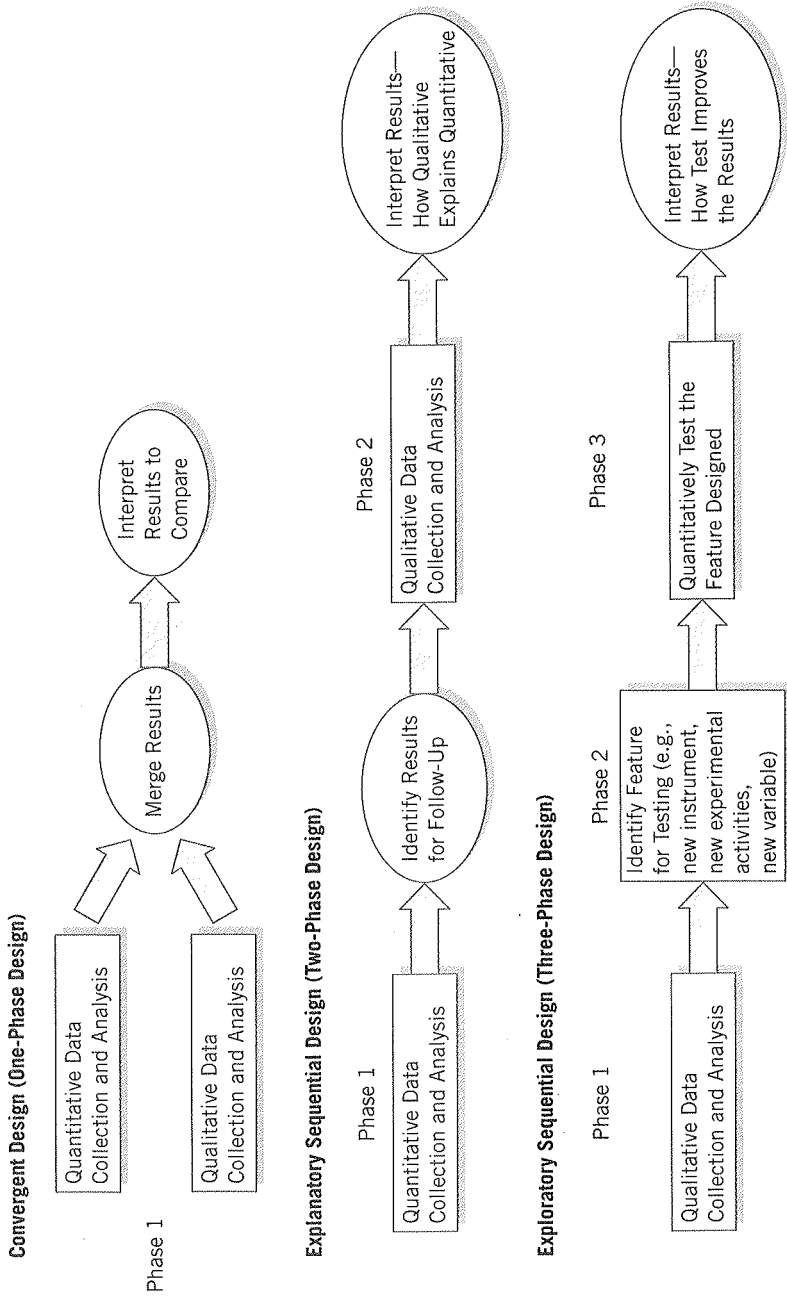 Convergent Design (One-Phase Design)
Phase 1
Quantitative Data
Collection and Analysis
Qualitative Data
Collection and Analysis
Merge Results
Interpret
Results to
Compare
Explanatory Sequential Design (Two-Phase Design)
Phase 1
Quantitative Data
Collection and Analysis
Identify Results
for Follow-Up
Phase 2
Qualitative Data
Collection and Analysis
Interpret Results—
How Qualitative
Explains Quantitative
Exploratory Sequential Design (Three-Phase Design)
Phase 1
Qualitative Data
Collection and Analysis
Phase 2
Identify Feature
for Testing (e.g.,
new instrument,
new experimental
activities,
new variable)
Phase 3
Quantitatively Test the
Feature Designed
Interpret Results—
How Test Improves
the Results